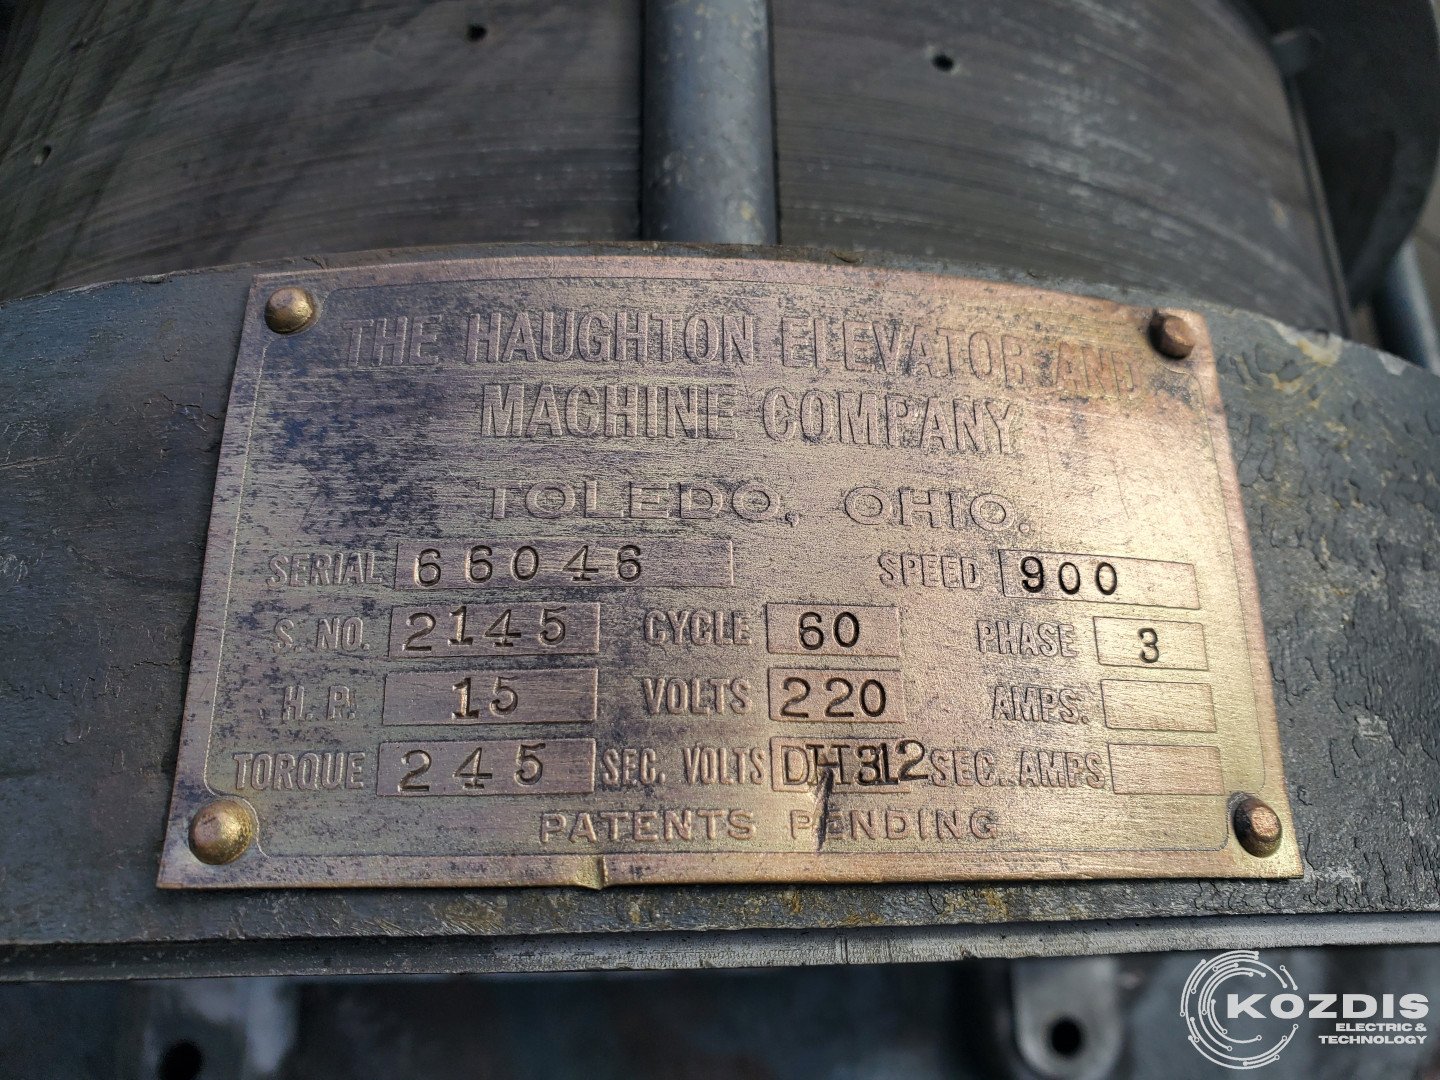 THE HAUGHTON ELEVATOR AND
MACHINE COMPANY
TOLEDO, OHIO.
SERIAL 66046 SPEED 900
S. NO. 2145 CYCLE 60 PHASE 3
H. P. 15 VOLTS 220 AMPS.
TORQUE 245 SEC. VOLTS DH312 SEC. AMPS
PATENTS PENDING
KOZDIS
ELECTRIC &
TECHNOLOGY